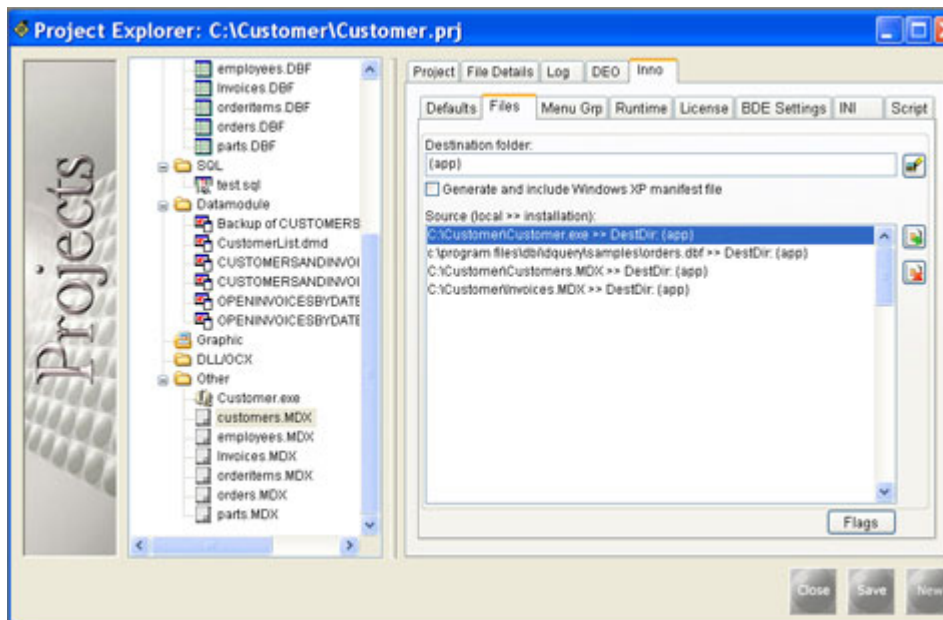 Project Explorer: C:\Customer\Customer.prj
Projects
employees.DBF
Invoices.DBF
orderitems.DBF
orders.DBF
parts.DBF
SQL
test.sql
Datamodule
Backup of CUSTOMERS
CustomerList.dmd
CUSTOMERSANDINVOI
CUSTOMERSANDINVOI
OPENINVOICESBYDATE
OPENINVOICESBYDATE
Graphic
DLL/OCX
Other
Customer.exe
customers.MDX
employees.MDX
Invoices.MDX
orderitems.MDX
orders.MDX
parts.MDX
Project File Details Log DEO Inno
Defaults Files Menu Grp Runtime License BDE Settings INI Script
Destination folder:
{app}
Generate and include Windows XP manifest file
Source (local >> installation):
C:\Customer\Customer.exe >> DestDir: {app}
c:\program files\dbi\dquery\samples\orders.dbf >> DestDir: {app}
C:\Customer\Customers.MDX >> DestDir: {app}
C:\Customer\Invoices.MDX >> DestDir: {app}
Flags
Close Save New